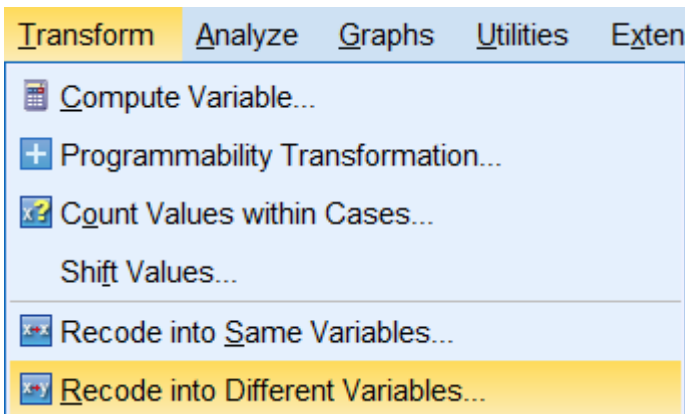 Transform Analyze Graphs Utilities Exten
Compute Variable...
Programmability Transformation...
Count Values within Cases...
Shift Values...
Recode into Same Variables...
Recode into Different Variables...